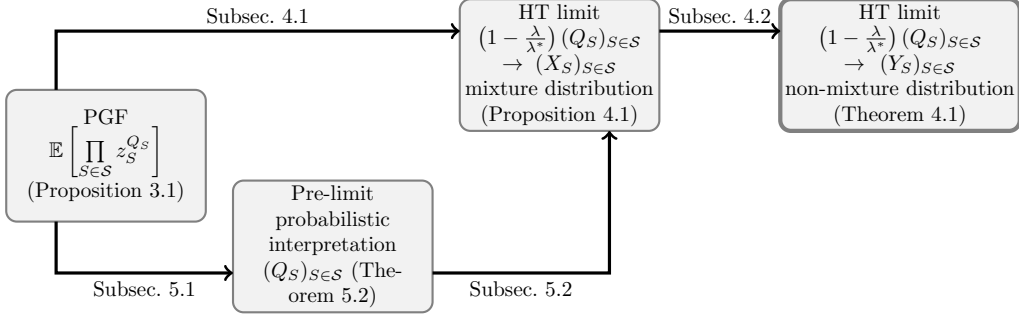 Subsec. 4.1
HT limit
(1 − λ/λ*) (Q_S)_{S∈𝒮}
→ (X_S)_{S∈𝒮}
mixture distribution
(Proposition 4.1)
Subsec. 4.2
HT limit
(1 − λ/λ*) (Q_S)_{S∈𝒮}
→ (Y_S)_{S∈𝒮}
non-mixture distribution
(Theorem 4.1)
PGF
𝔼 [ ∏_{S∈𝒮} z_S^{Q_S} ]
(Proposition 3.1)
Subsec. 5.1
Pre-limit
probabilistic
interpretation
(Q_S)_{S∈𝒮} (The-
orem 5.2)
Subsec. 5.2